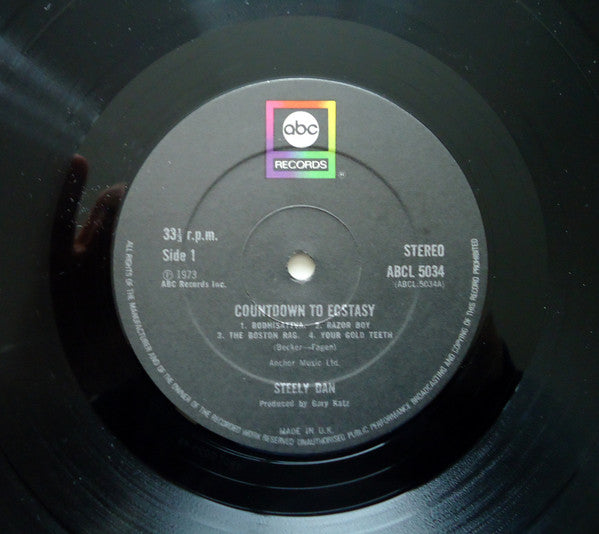 abc
RECORDS
®
33⅓ r.p.m.
Side 1
℗ 1973
ABC Records Inc.
STEREO
ABCL 5034
(ABCL.5034A)
COUNTDOWN TO ECSTASY
1. BODHISATTVA. 2. RAZOR BOY
3. THE BOSTON RAG. 4. YOUR GOLD TEETH
(Becker—Fagen)
Anchor Music Ltd.
STEELY DAN
Produced by Gary Katz
MADE IN U.K.
ALL RIGHTS OF THE MANUFACTURER AND OF THE OWNER OF THE RECORDED WORK RESERVED UNAUTHORISED PUBLIC PERFORMANCE BROADCASTING AND COPYING OF THIS RECORD PROHIBITED